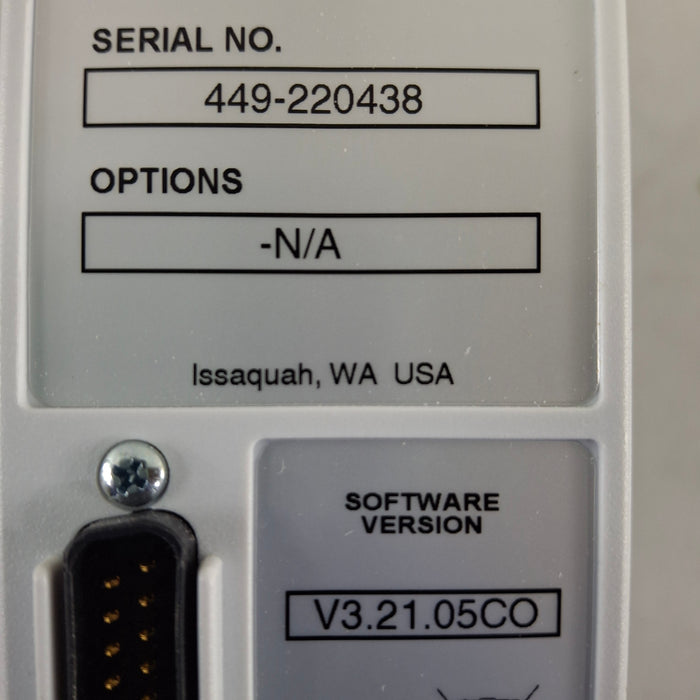 SERIAL NO.
449-220438
OPTIONS
-N/A
Issaquah, WA USA
SOFTWARE
VERSION
V3.21.05CO